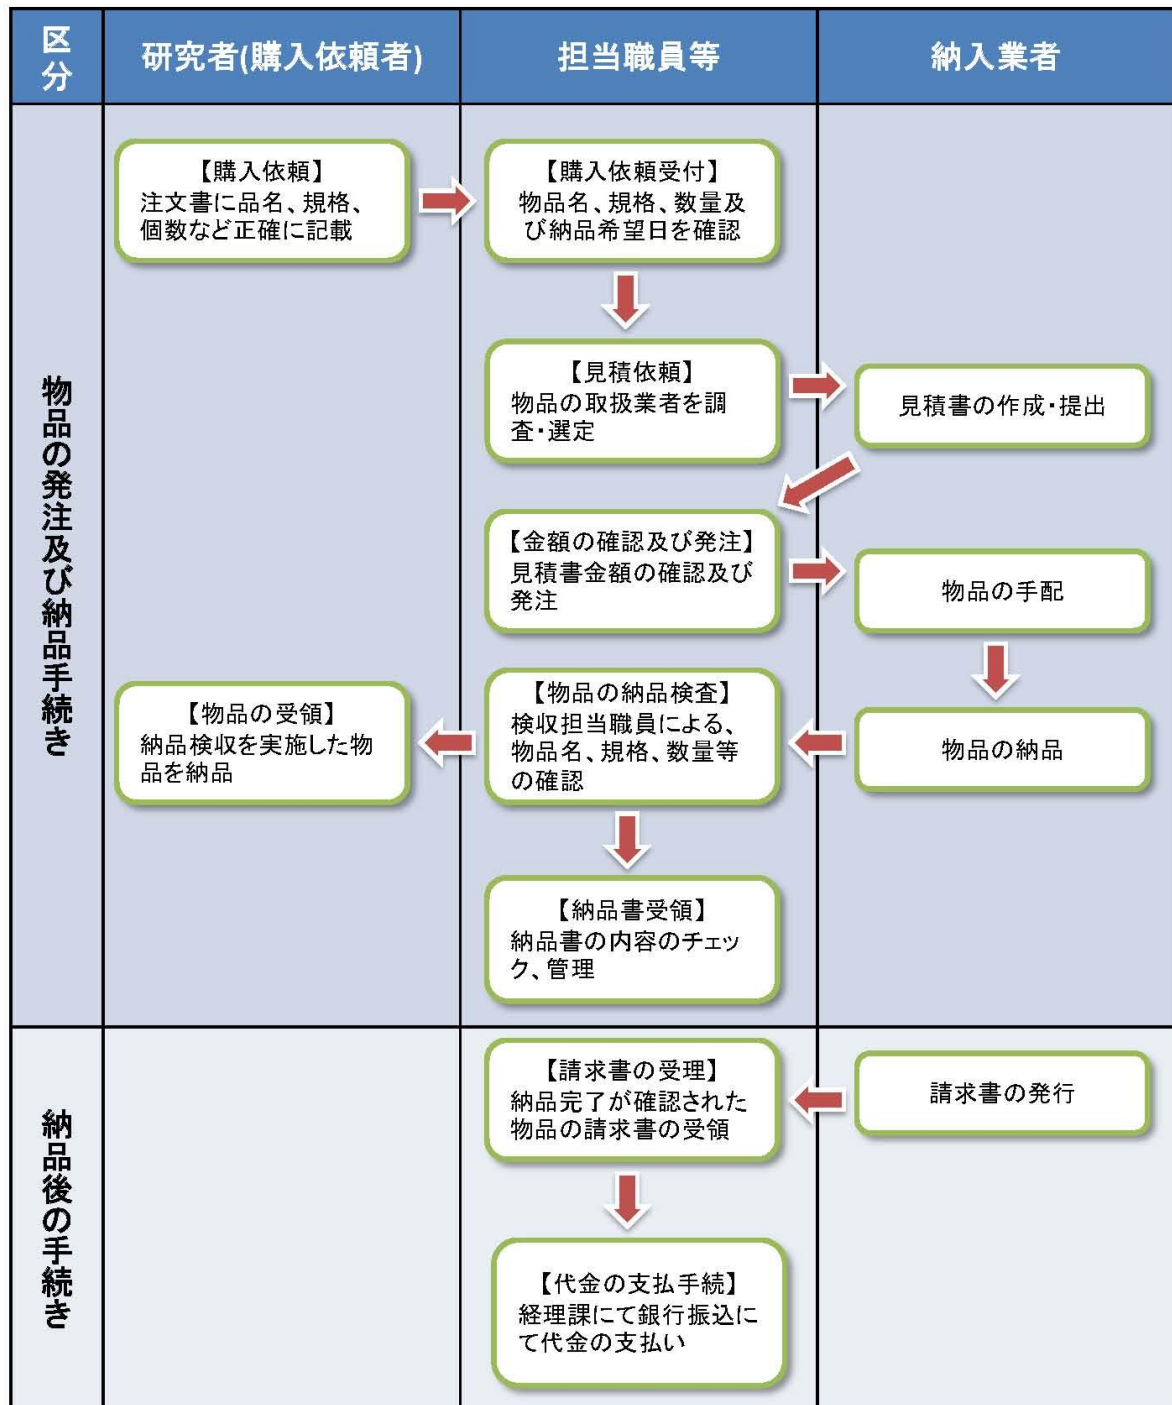 区分
研究者(購入依頼者)
担当職員等
納入業者
物品の発注及び納品手続き
【購入依頼】
注文書に品名、規格、
個数など正確に記載
【購入依頼受付】
物品名、規格、数量及
び納品希望日を確認
【見積依頼】
物品の取扱業者を調
査・選定
見積書の作成・提出
【金額の確認及び発注】
見積書金額の確認及び
発注
物品の手配
【物品の受領】
納品検収を実施した物
品を納品
【物品の納品検査】
検収担当職員による、
物品名、規格、数量等
の確認
物品の納品
【納品書受領】
納品書の内容のチェッ
ク、管理
納品後の手続き
【請求書の受理】
納品完了が確認された
物品の請求書の受領
請求書の発行
【代金の支払手続】
経理課にて銀行振込に
て代金の支払い